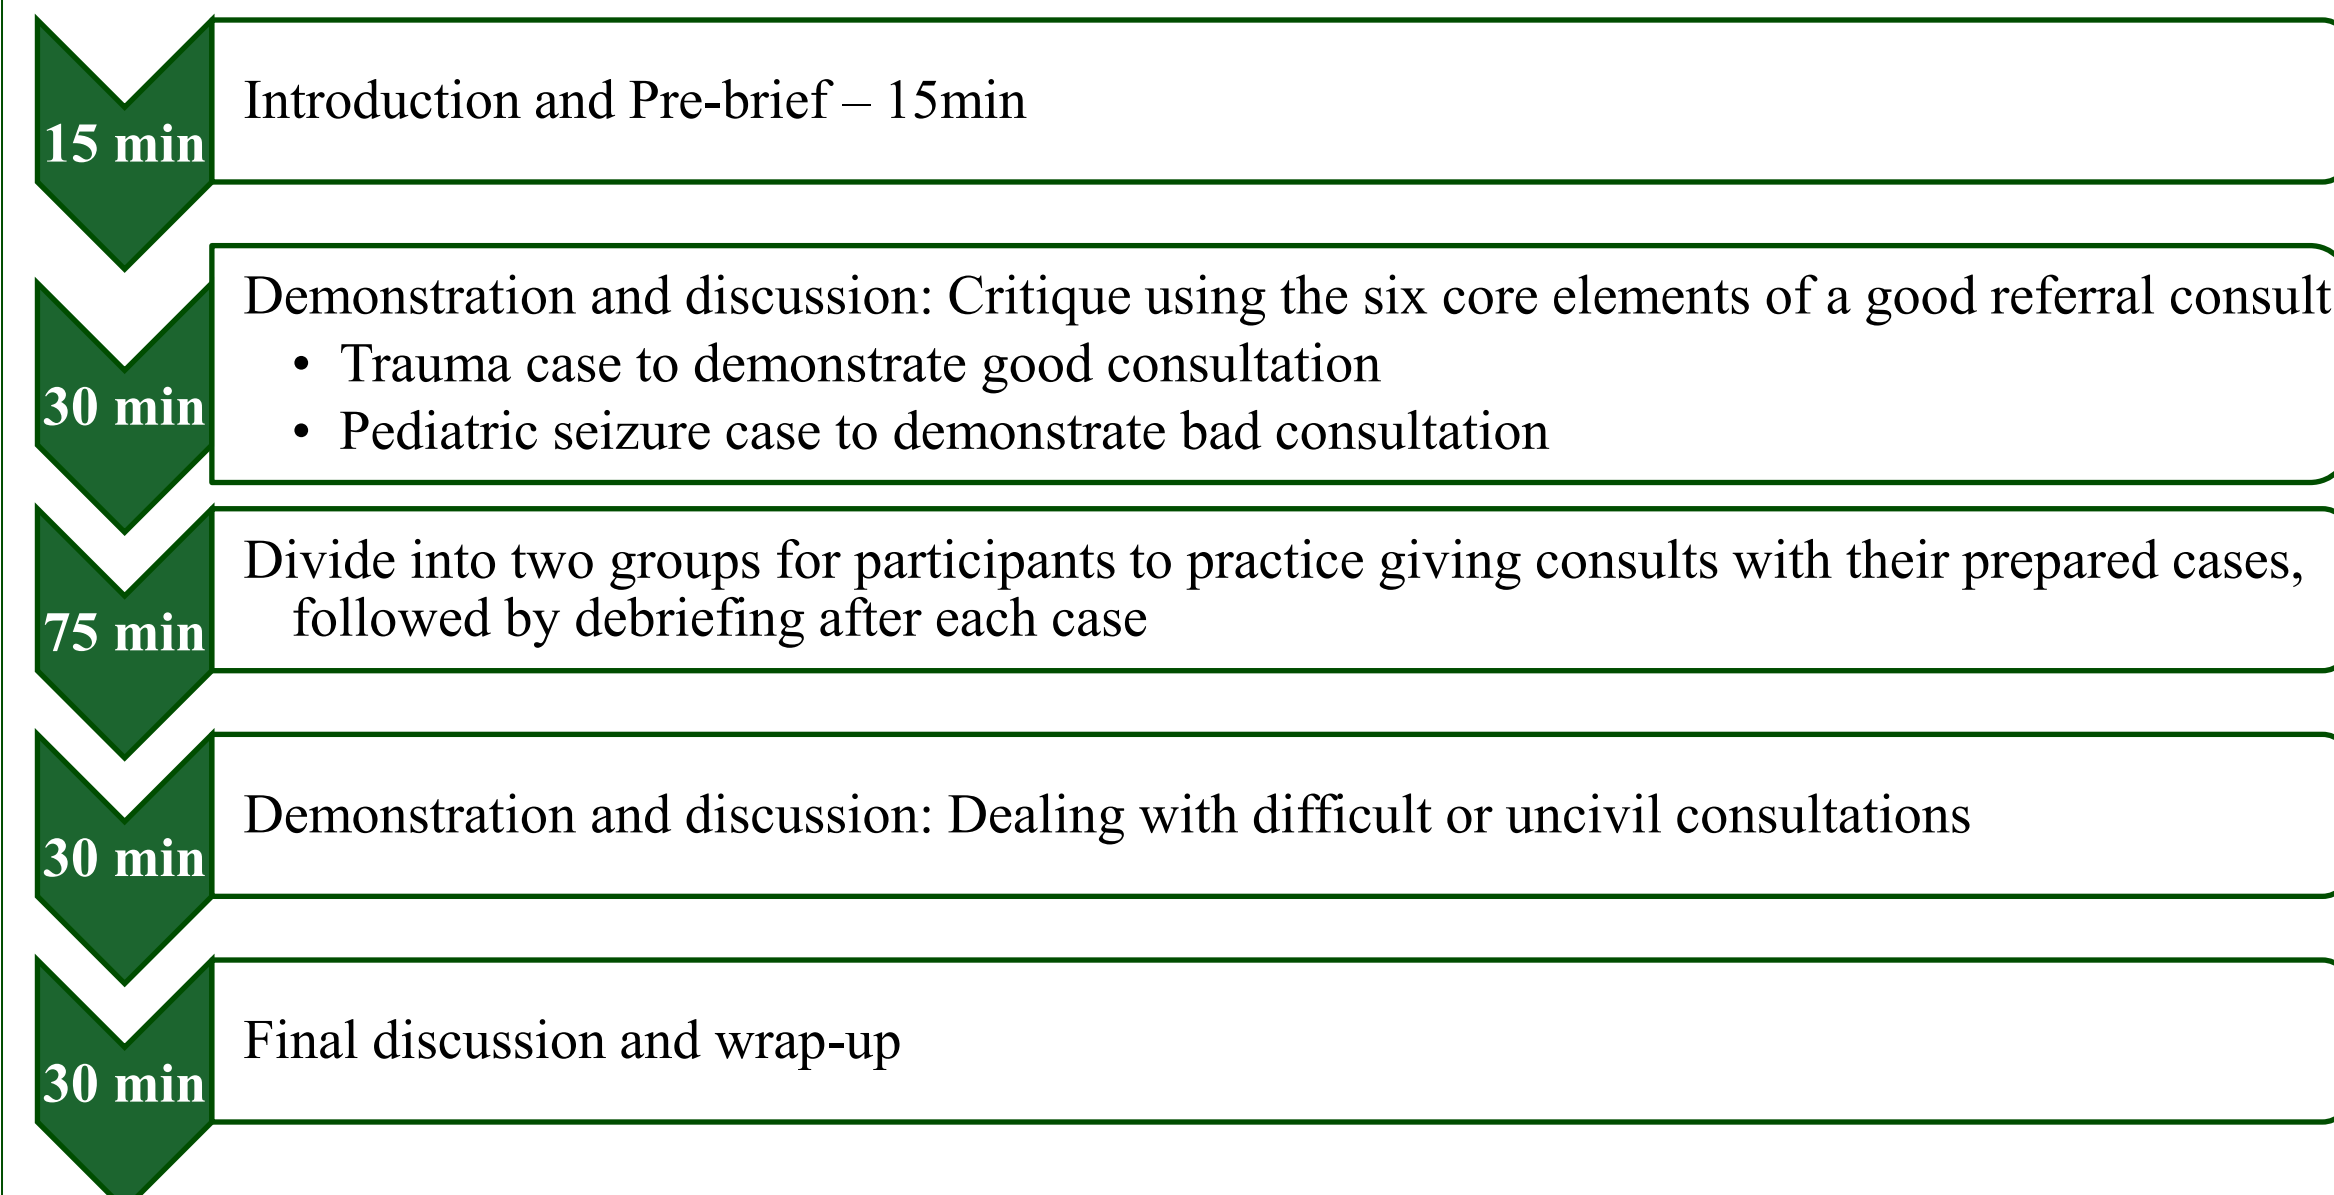 15 min
Introduction and Pre-brief – 15min
30 min
Demonstration and discussion: Critique using the six core elements of a good referral consult
• Trauma case to demonstrate good consultation
• Pediatric seizure case to demonstrate bad consultation
75 min
Divide into two groups for participants to practice giving consults with their prepared cases,
followed by debriefing after each case
30 min
Demonstration and discussion: Dealing with difficult or uncivil consultations
30 min
Final discussion and wrap-up